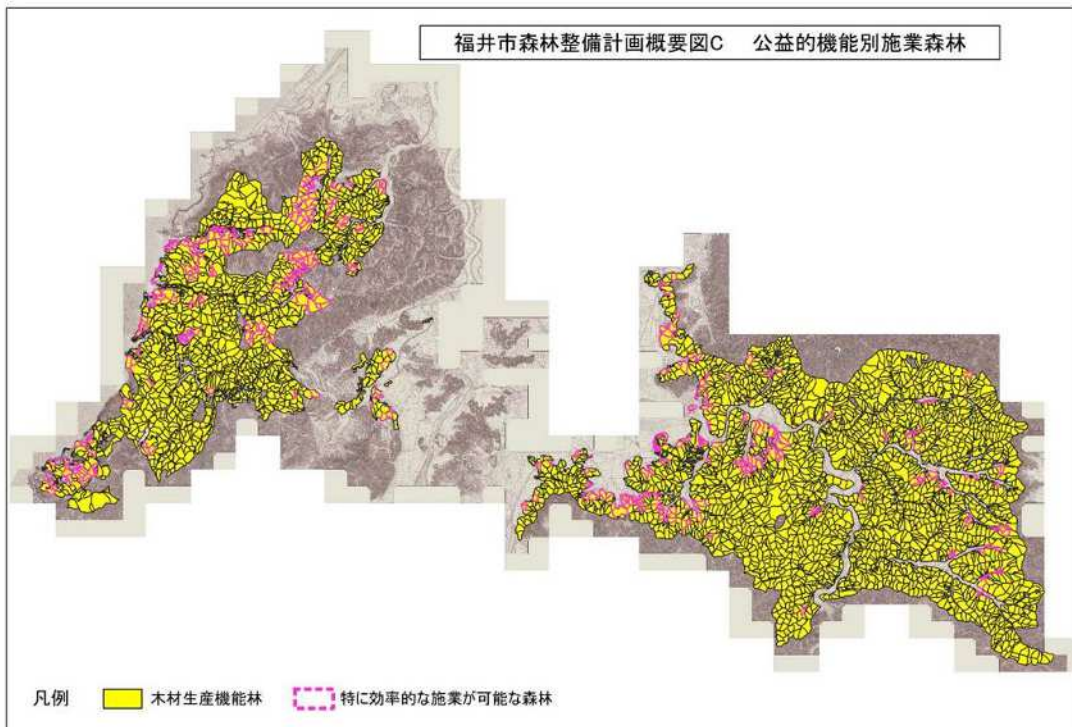 福井市森林整備計画概要図C 公益的機能別施業森林
凡例 木材生産機能林 特に効率的な施業が可能な森林